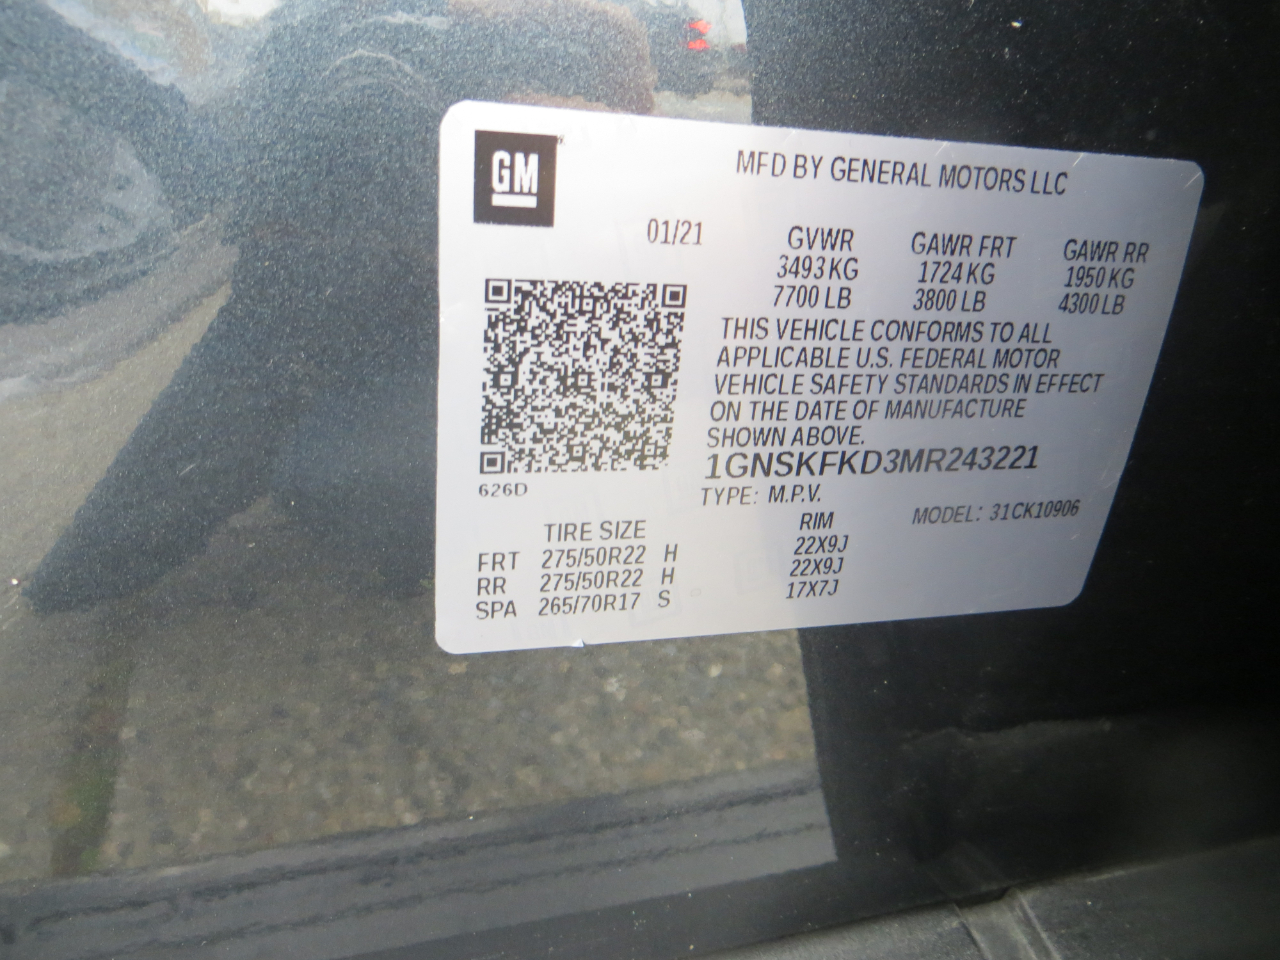 GM
MFD BY GENERAL MOTORS LLC
01/21 GVWR GAWR FRT GAWR RR
3493 KG 1724 KG 1950 KG
7700 LB 3800 LB 4300 LB
THIS VEHICLE CONFORMS TO ALL
APPLICABLE U.S. FEDERAL MOTOR
VEHICLE SAFETY STANDARDS IN EFFECT
ON THE DATE OF MANUFACTURE
SHOWN ABOVE.
1GNSKFKD3MR243221
626D
TYPE: M.P.V.
MODEL: 31CK10906
TIRE SIZE RIM
FRT 275/50R22 H 22X9J
RR 275/50R22 H 22X9J
SPA 265/70R17 S 17X7J